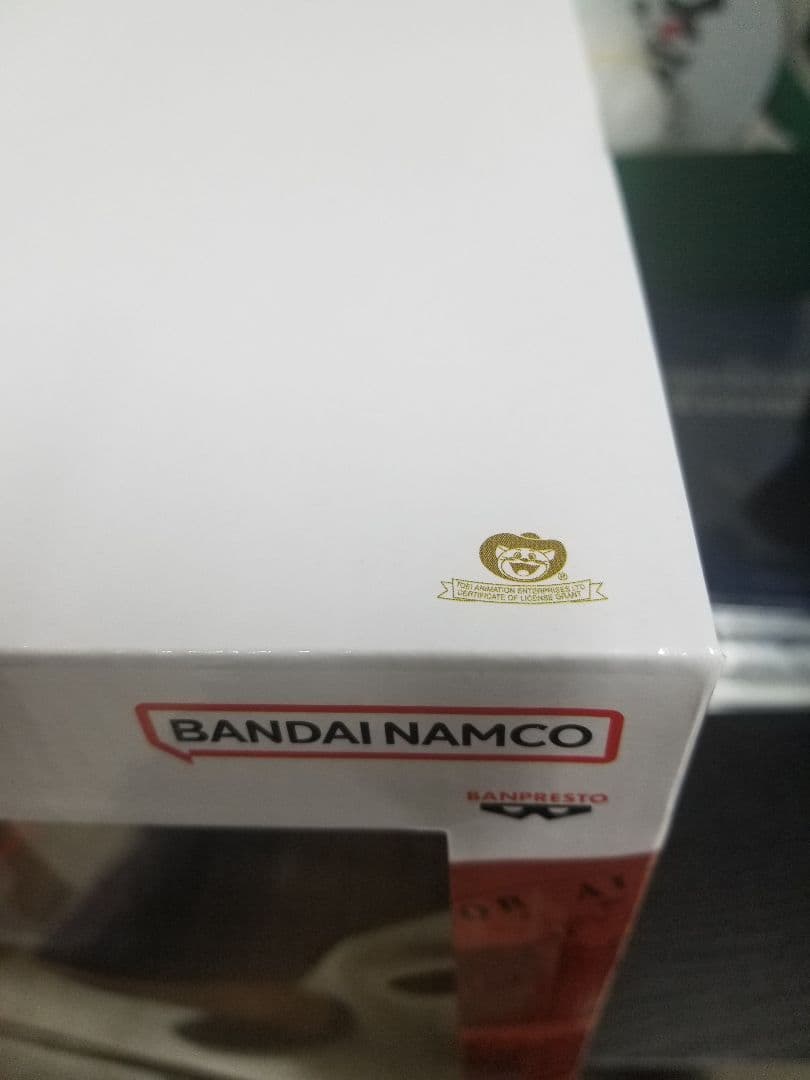 TOEI ANIMATION ENTERPRISES LTD
CERTIFICATE OF LICENSE GRANT
BANDAI NAMCO
BANPRESTO